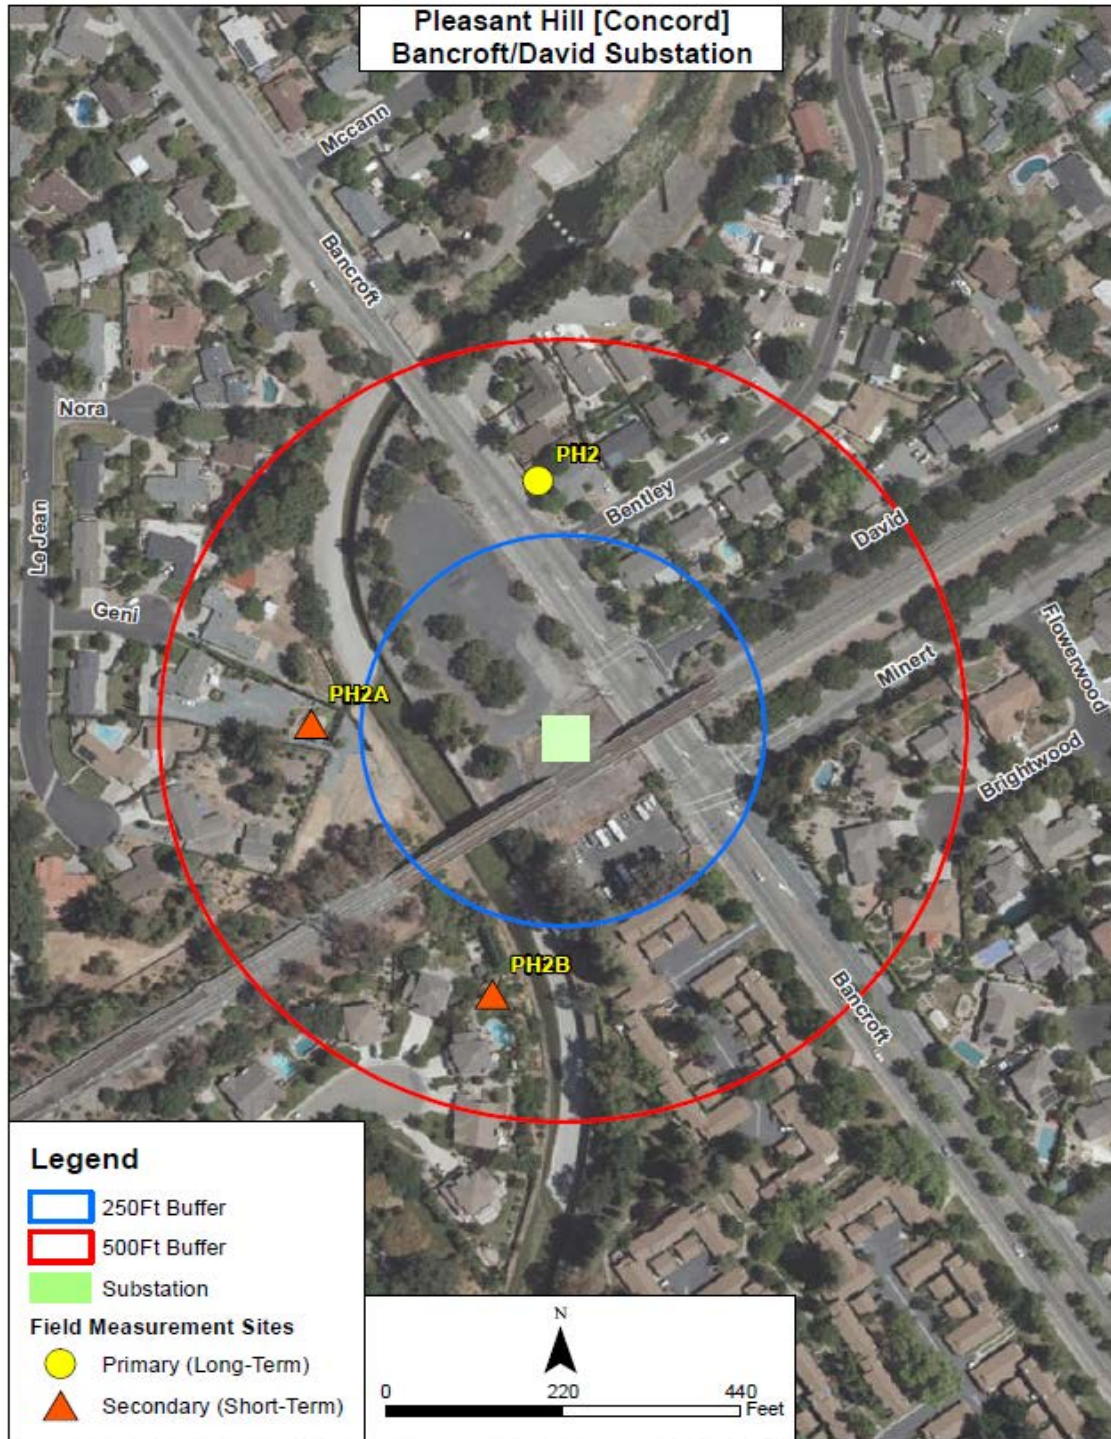 Pleasant Hill [Concord]
Bancroft/David Substation
Mccann
Bancroft
Nora
PH2
Bentley
David
Le Jean
Geni
Flowerwood
Minert
PH2A
Brightwood
PH2B
Bancroft
Legend
250Ft Buffer
500Ft Buffer
Substation
Field Measurement Sites
Primary (Long-Term)
Secondary (Short-Term)
N
0 220 440
Feet